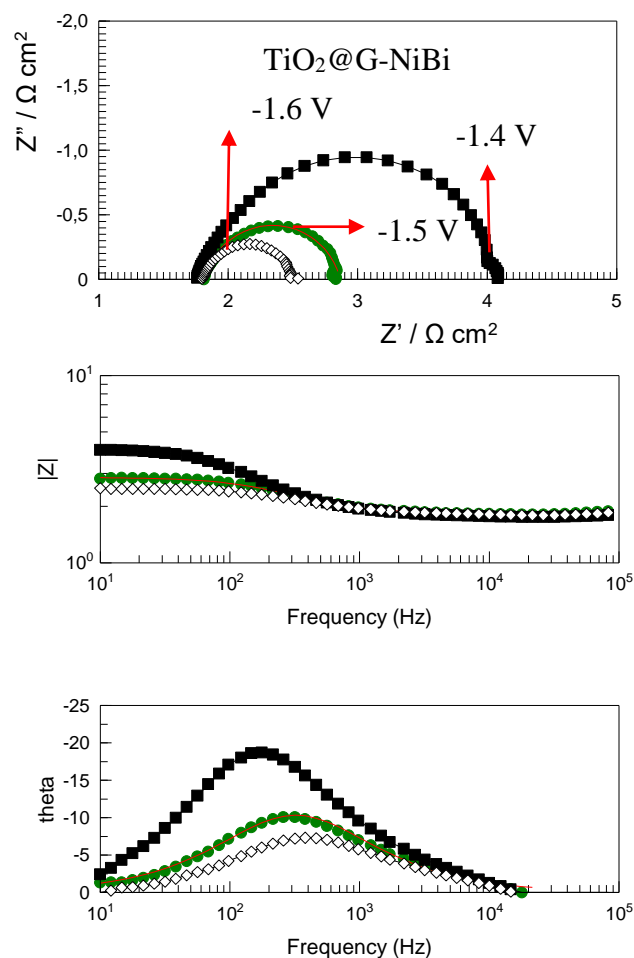 -2,0
TiO₂@G-NiBi
-1,5
-1.6 V
-1.4 V
Z″ / Ω cm²
-1,0
-0,5
-1.5 V
0
1 2 3 4 5
Z' / Ω cm²
10¹
|Z|
10⁰
10¹ 10² 10³ 10⁴ 10⁵
Frequency (Hz)
-25
-20
-15
theta
-10
-5
0
10¹ 10² 10³ 10⁴ 10⁵
Frequency (Hz)